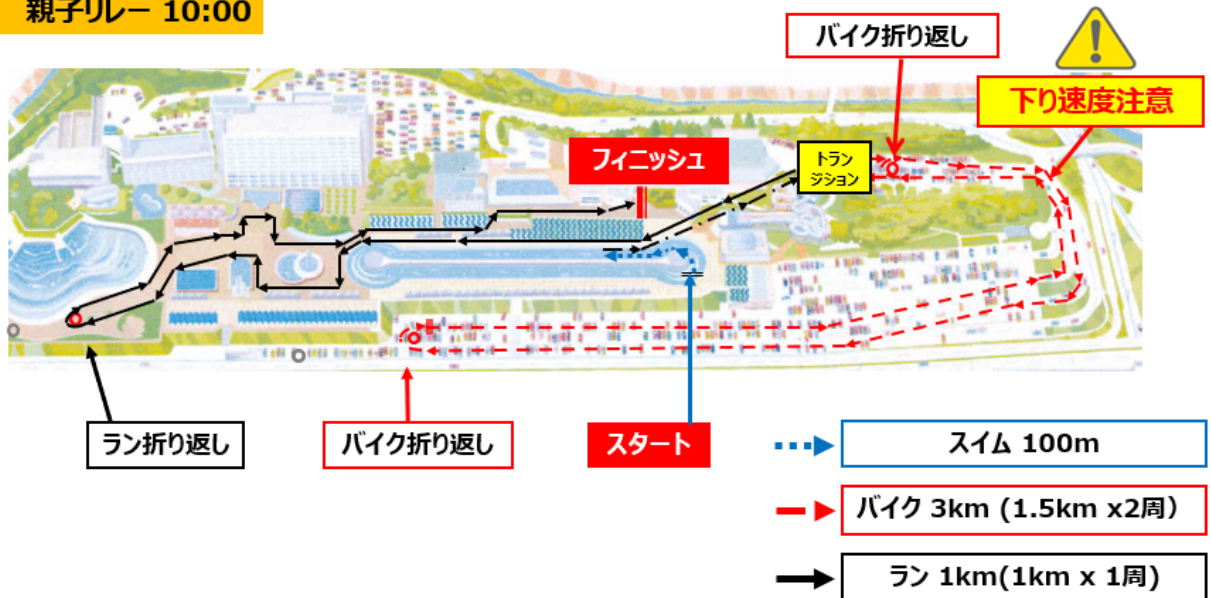 親子リレー 10:00
バイク折り返し
下り速度注意
フィニッシュ
トラン
ジション
ラン折り返し
バイク折り返し
スタート
スイム 100m
バイク 3km (1.5km x2周）
ラン 1km(1km x 1周)